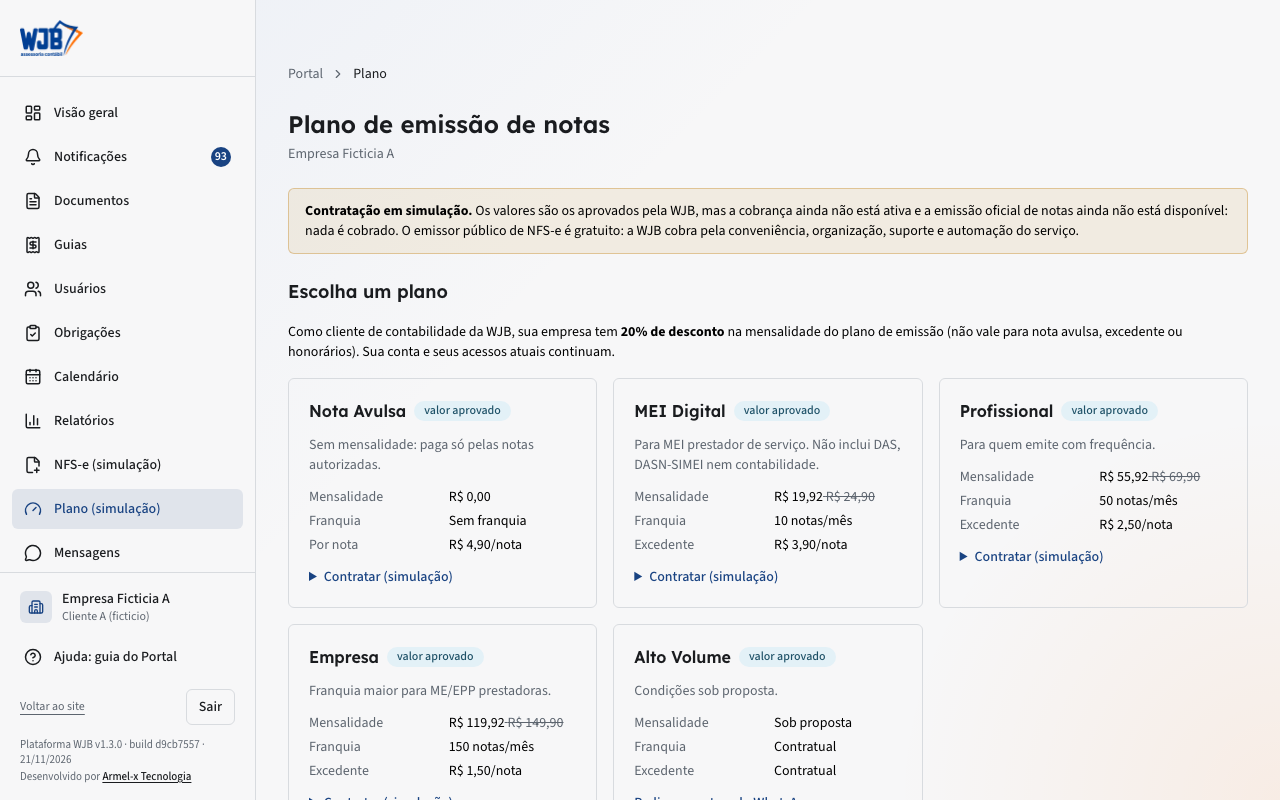 WJB
assessoria contábil
Visão geral
Notificações 93
Documentos
Guias
Usuários
Obrigações
Calendário
Relatórios
NFS-e (simulação)
Plano (simulação)
Mensagens
Empresa Ficticia A
Cliente A (ficticio)
Ajuda: guia do Portal
Voltar ao site Sair
Plataforma WJB v1.3.0 · build d9cb7557 ·
21/11/2026
Desenvolvido por Armel-x Tecnologia
Portal > Plano
Plano de emissão de notas
Empresa Ficticia A
Contratação em simulação. Os valores são os aprovados pela WJB, mas a cobrança ainda não está ativa e a emissão oficial de notas ainda não está disponível:
nada é cobrado. O emissor público de NFS-e é gratuito: a WJB cobra pela conveniência, organização, suporte e automação do serviço.
Escolha um plano
Como cliente de contabilidade da WJB, sua empresa tem 20% de desconto na mensalidade do plano de emissão (não vale para nota avulsa, excedente ou
honorários). Sua conta e seus acessos atuais continuam.
Nota Avulsa valor aprovado
Sem mensalidade: paga só pelas notas
autorizadas.
Mensalidade R$ 0,00
Franquia Sem franquia
Por nota R$ 4,90/nota
Contratar (simulação)
MEI Digital valor aprovado
Para MEI prestador de serviço. Não inclui DAS,
DASN-SIMEI nem contabilidade.
Mensalidade R$ 19,92 R$ 24,90
Franquia 10 notas/mês
Excedente R$ 3,90/nota
Contratar (simulação)
Profissional valor aprovado
Para quem emite com frequência.
Mensalidade R$ 55,92 R$ 69,90
Franquia 50 notas/mês
Excedente R$ 2,50/nota
Contratar (simulação)
Empresa valor aprovado
Franquia maior para ME/EPP prestadoras.
Mensalidade R$ 119,92 R$ 149,90
Franquia 150 notas/mês
Excedente R$ 1,50/nota
Contratar (simulação)
Alto Volume valor aprovado
Condições sob proposta.
Mensalidade Sob proposta
Franquia Contratual
Excedente Contratual